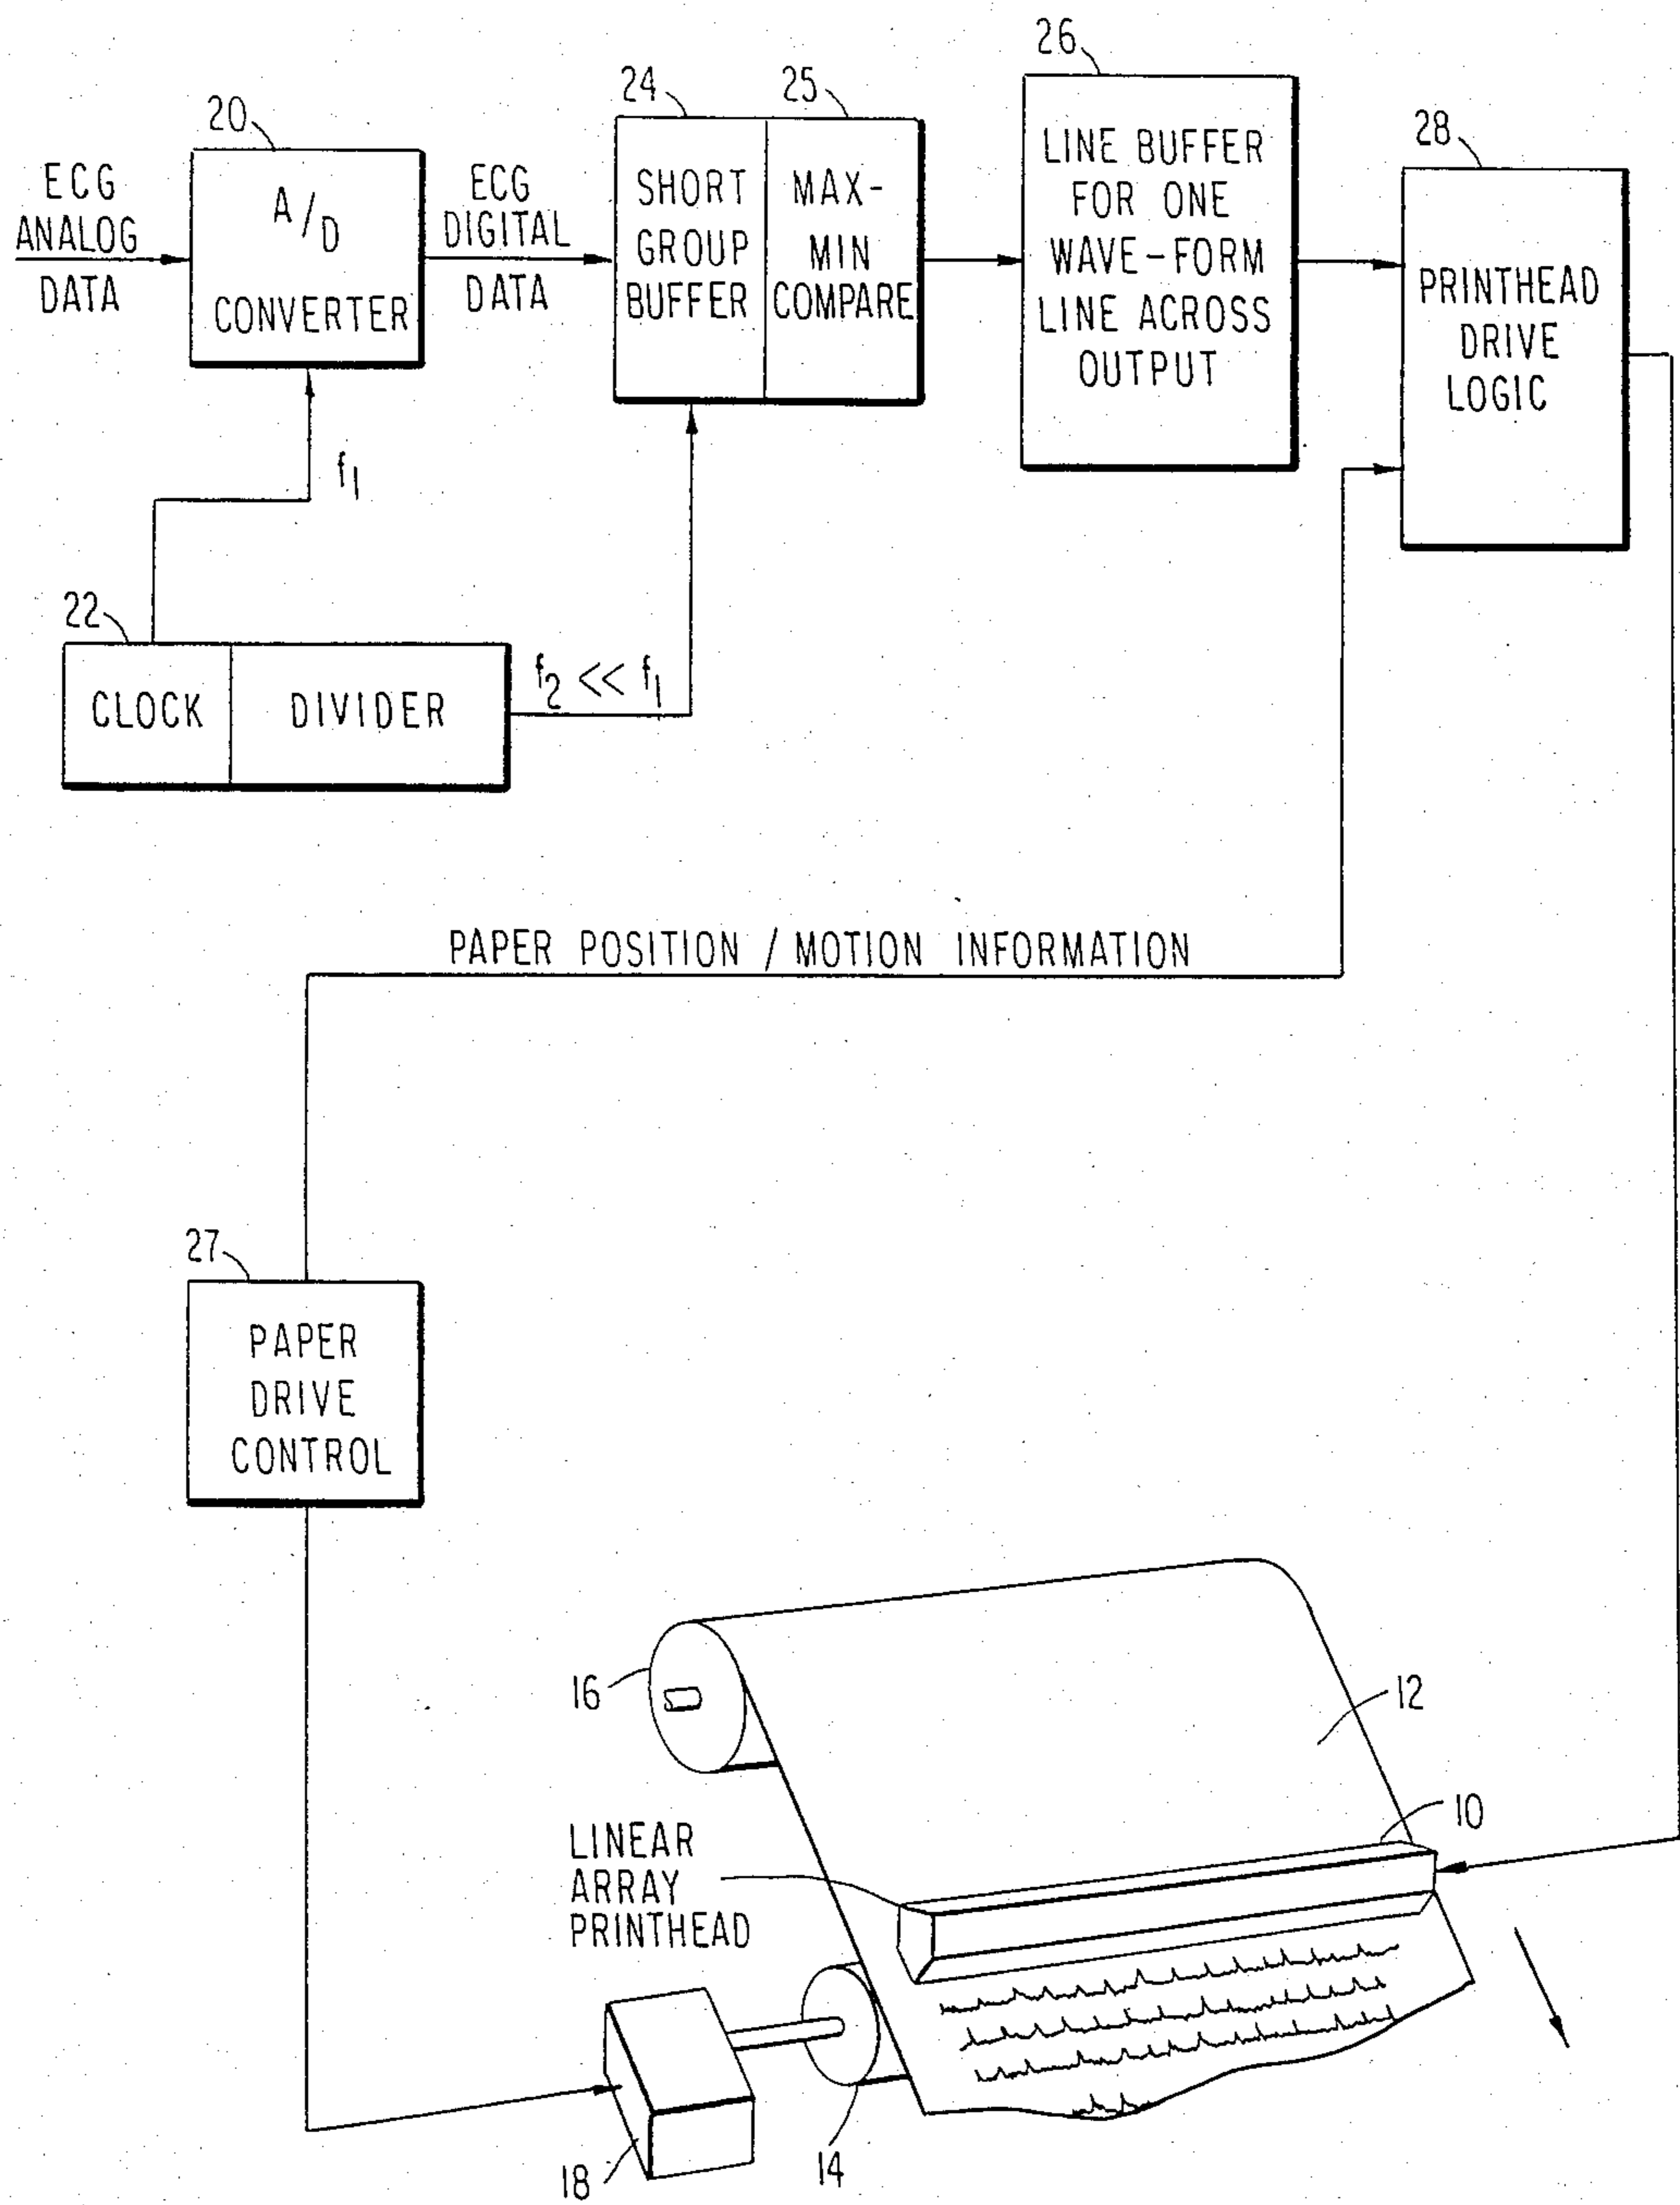 26
24
25
20
28
ECG
ANALOG
DATA
A/D
CONVERTER
ECG
DIGITAL
DATA
SHORT
GROUP
BUFFER
MAX-
MIN
COMPARE
LINE BUFFER
FOR ONE
WAVE-FORM
LINE ACROSS
OUTPUT
PRINTHEAD
DRIVE
LOGIC
f1
22
CLOCK
DIVIDER
f2 << f1
PAPER POSITION / MOTION INFORMATION
27
PAPER
DRIVE
CONTROL
16
12
10
LINEAR
ARRAY
PRINTHEAD
18
14